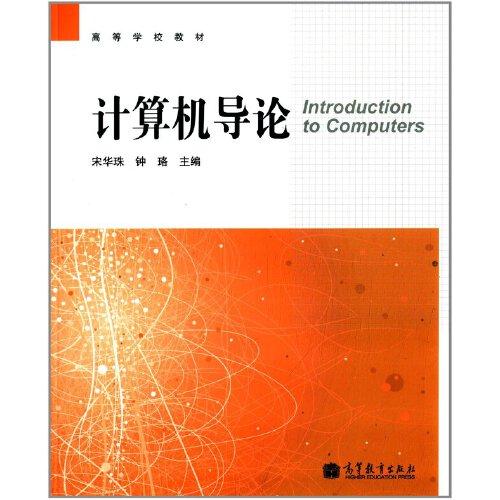 高等学校教材
计算机导论
Introduction
to Computers
宋华珠 钟 珞 主编
高等教育出版社
HIGHER EDUCATION PRESS